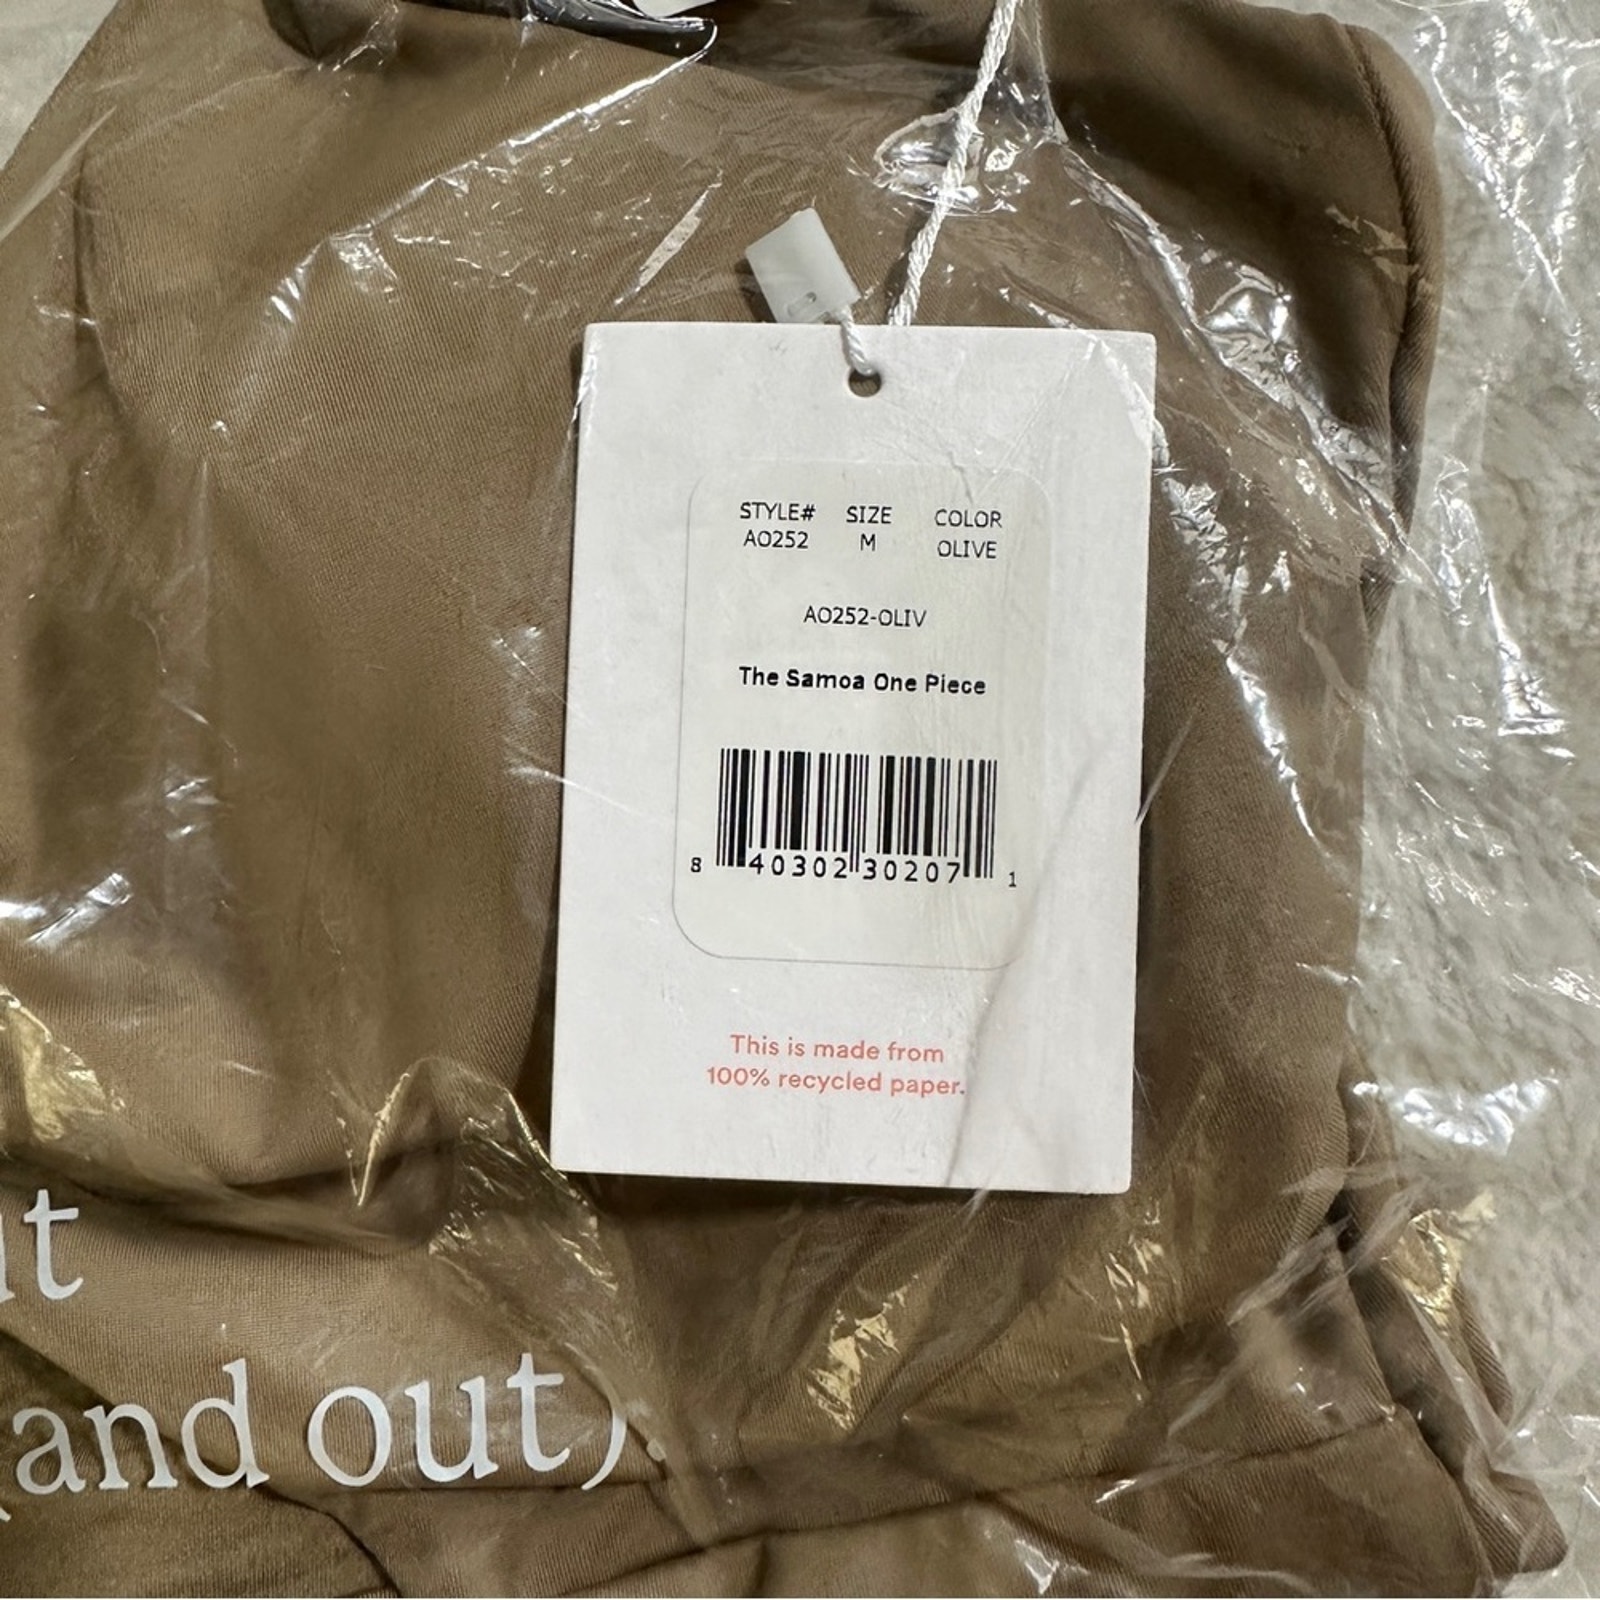 STYLE# SIZE COLOR
AO252 M OLIVE
AO252-OLIV
The Samoa One Piece
8 40302 30207 1
This is made from
100% recycled paper.
(and out).